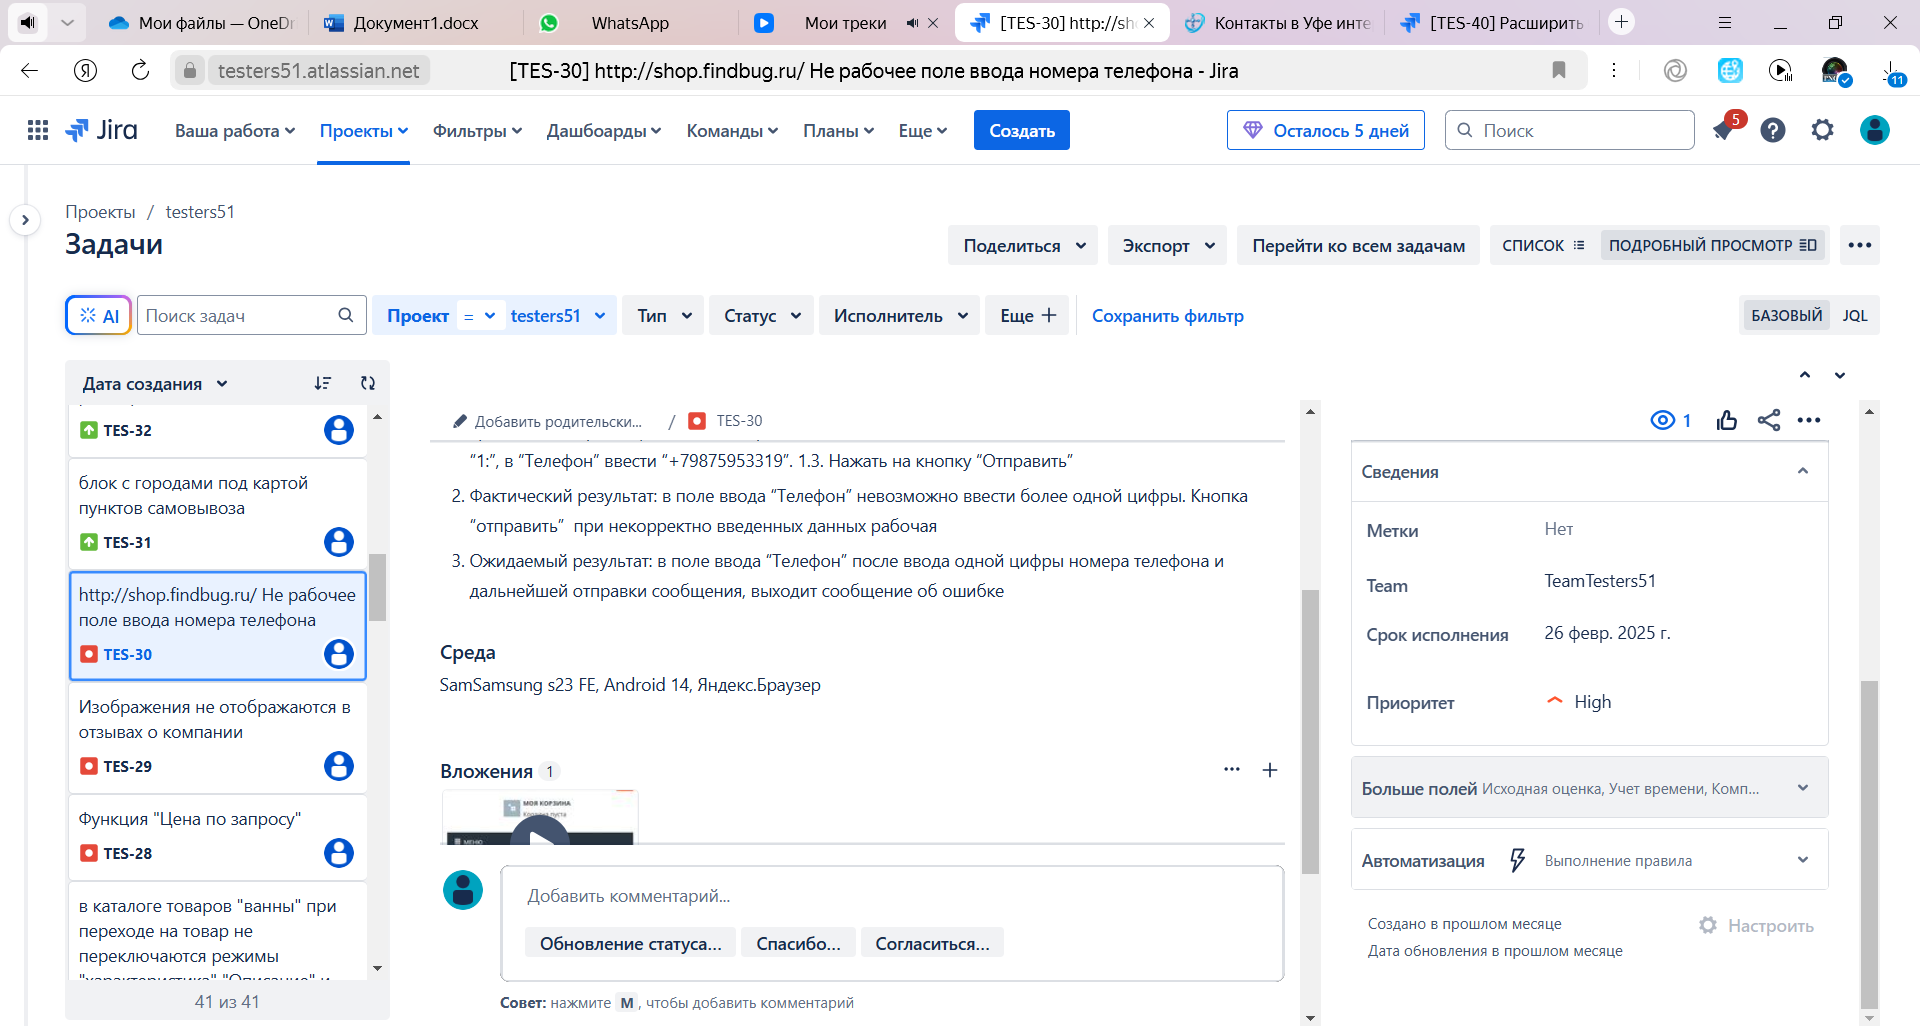 Мои файлы — OneDr
Документ1.docx
WhatsApp
Мои треки
[TES-30] http://sho
Контакты в Уфе инте
[TES-40] Расширить
testers51.atlassian.net
[TES-30] http://shop.findbug.ru/ Не рабочее поле ввода номера телефона - Jira
11
Jira
Ваша работа
Проекты
Фильтры
Дашборды
Команды
Планы
Еще
Создать
Осталось 5 дней
Поиск
5
Проекты / testers51
Задачи
Поделиться
Экспорт
Перейти ко всем задачам
СПИСОК
ПОДРОБНЫЙ ПРОСМОТР
AI
Поиск задач
Проект = testers51
Тип
Статус
Исполнитель
Еще
Сохранить фильтр
БАЗОВЫЙ
JQL
Дата создания
TES-32
блок с городами под картой
пунктов самовывоза
TES-31
http://shop.findbug.ru/ Не рабочее
поле ввода номера телефона
TES-30
Изображения не отображаются в
отзывах о компании
TES-29
Функция "Цена по запросу"
TES-28
в каталоге товаров "ванны" при
переходе на товар не
переключаются режимы
"характеристика" "Описание" и
41 из 41
Добавить родительски... / TES-30
“1:”, в “Телефон” ввести “+79875953319”. 1.3. Нажать на кнопку “Отправить”
2. Фактический результат: в поле ввода “Телефон” невозможно ввести более одной цифры. Кнопка
“отправить” при некорректно введенных данных рабочая
3. Ожидаемый результат: в поле ввода “Телефон” после ввода одной цифры номера телефона и
дальнейшей отправки сообщения, выходит сообщение об ошибке
Среда
SamSamsung s23 FE, Android 14, Яндекс.Браузер
Вложения 1
МОЯ КОРЗИНА
Корзина пуста
МЕНЮ
Добавить комментарий...
Обновление статуса...
Спасибо...
Согласиться...
Совет: нажмите M, чтобы добавить комментарий
1
Сведения
Метки
Нет
Team
TeamTesters51
Срок исполнения
26 февр. 2025 г.
Приоритет
High
Больше полей Исходная оценка, Учет времени, Комп...
Автоматизация
Выполнение правила
Создано в прошлом месяце
Настроить
Дата обновления в прошлом месяце